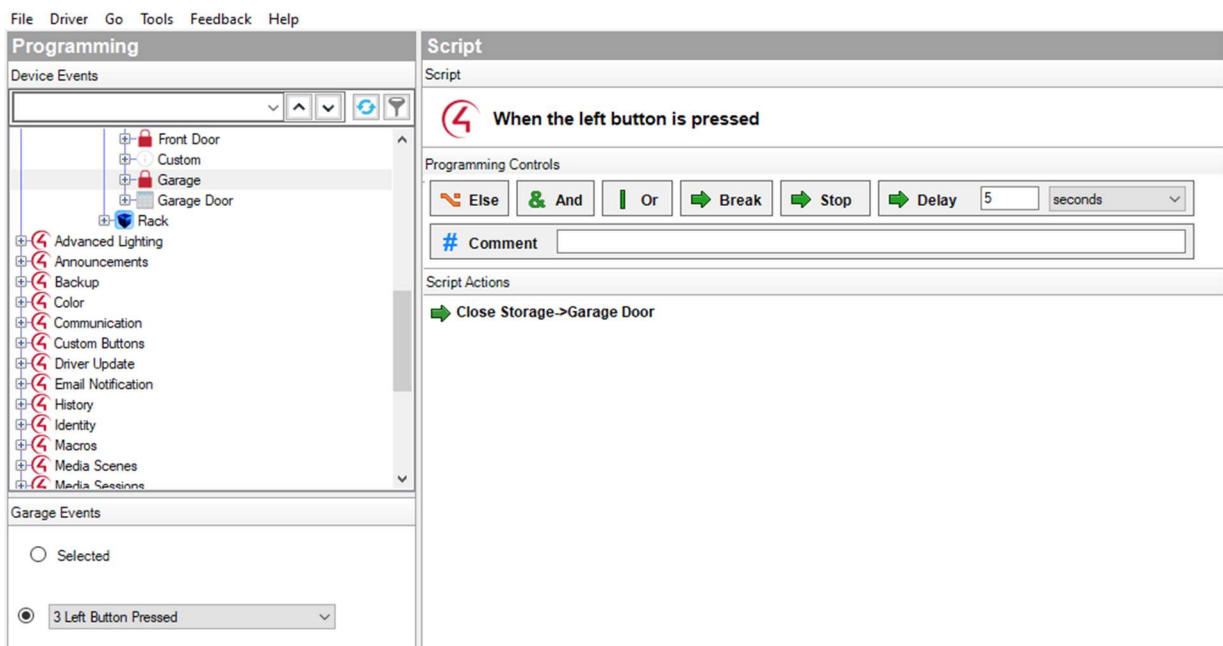 File Driver Go Tools Feedback Help
Programming
Device Events
Front Door
Custom
Garage
Garage Door
Rack
Advanced Lighting
Announcements
Backup
Color
Communication
Custom Buttons
Driver Update
Email Notification
History
Identity
Macros
Media Scenes
Media Sessions
Garage Events
Selected
3 Left Button Pressed
Script
Script
When the left button is pressed
Programming Controls
Else & And Or Break Stop Delay 5 seconds
# Comment
Script Actions
Close Storage->Garage Door